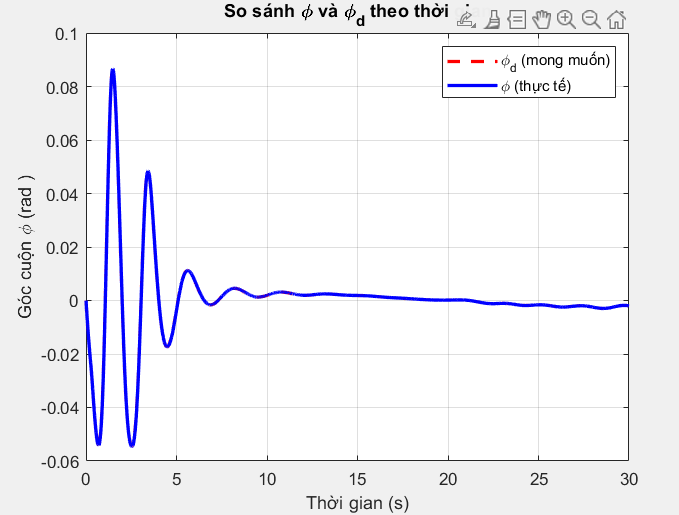 So sánh ϕ và ϕd theo thời
ϕd (mong muốn)
ϕ (thực tế)
0.1
0.08
0.06
0.04
0.02
0
-0.02
-0.04
-0.06
Góc cuộn ϕ (rad )
0 5 10 15 20 25 30
Thời gian (s)